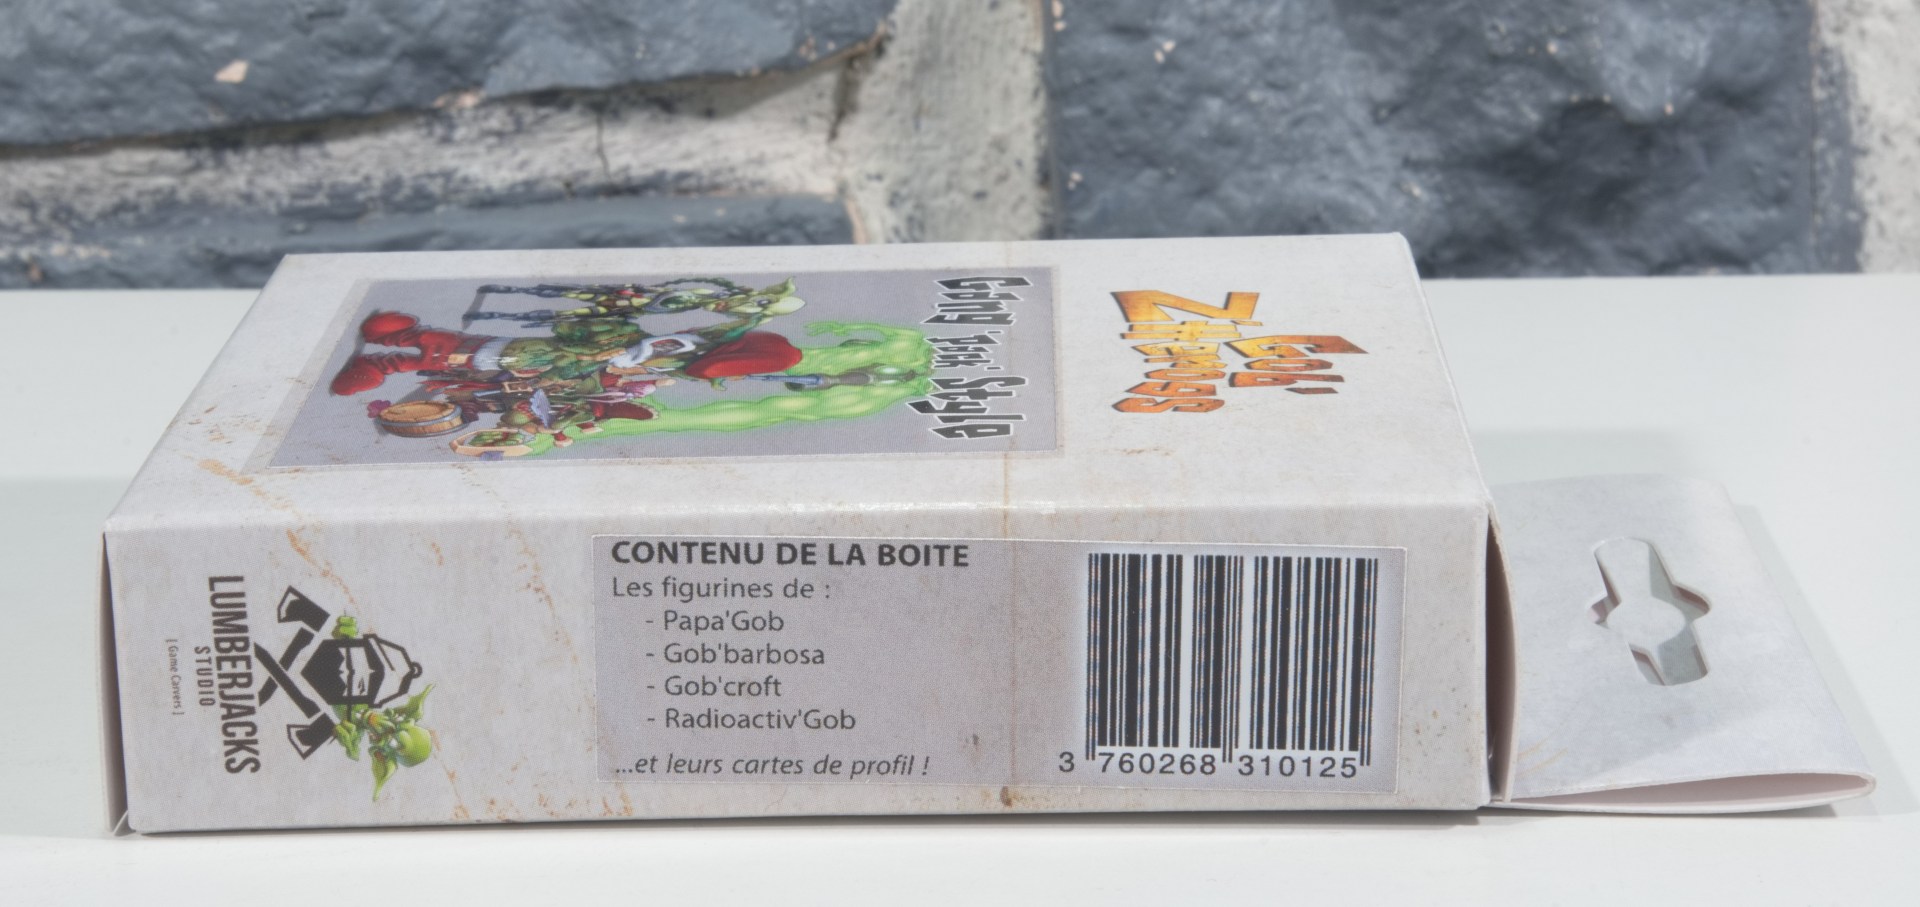 Gob'
Z'Heross
Gang. pack. Style
LUMBERJACKS
STUDIO
[ Game Carvers ]
CONTENU DE LA BOITE
Les figurines de :
- Papa'Gob
- Gob'barbosa
- Gob'croft
- Radioactiv'Gob
...et leurs cartes de profil !
3 760268 310125